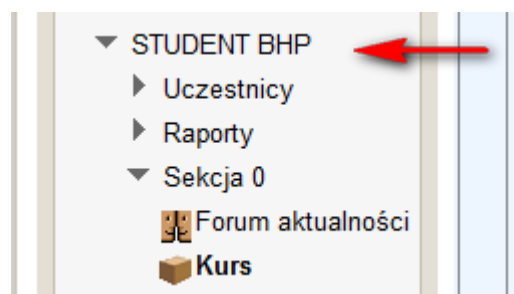 STUDENT BHP
Uczestnicy
Raporty
Sekcja 0
Forum aktualności
Kurs